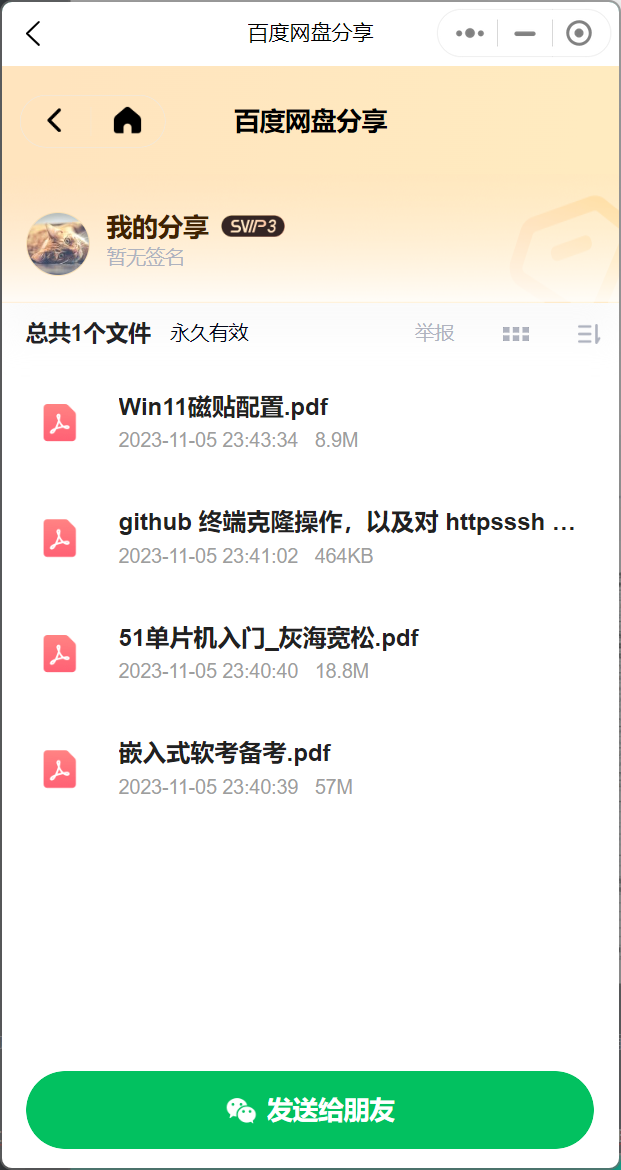 百度网盘分享
百度网盘分享
我的分享 SVIP3
暂无签名
总共1个文件 永久有效 举报
Win11磁贴配置.pdf
2023-11-05 23:43:34 8.9M
github 终端克隆操作，以及对 httpsssh ...
2023-11-05 23:41:02 464KB
51单片机入门_灰海宽松.pdf
2023-11-05 23:40:40 18.8M
嵌入式软考备考.pdf
2023-11-05 23:40:39 57M
发送给朋友